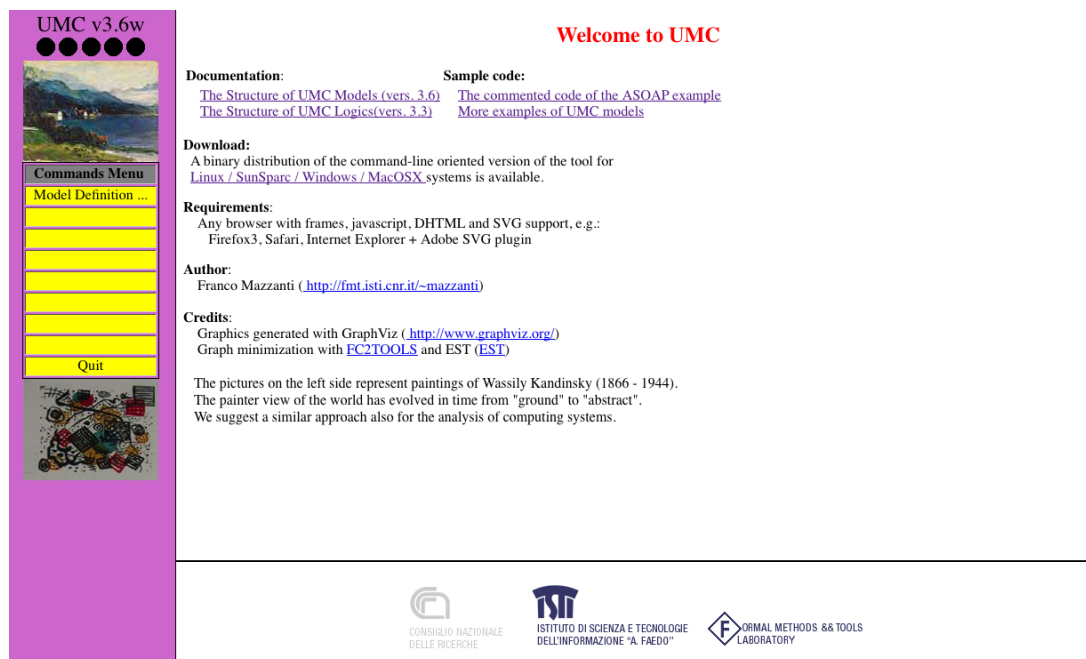 UMC v3.6w
Commands Menu
Model Definition ...
Quit
Welcome to UMC
Documentation:
The Structure of UMC Models (vers. 3.6)
The Structure of UMC Logics(vers. 3.3)
Sample code:
The commented code of the ASOAP example
More examples of UMC models
Download:
A binary distribution of the command-line oriented version of the tool for
Linux / SunSparc / Windows / MacOSX systems is available.
Requirements:
Any browser with frames, javascript, DHTML and SVG support, e.g.:
Firefox3, Safari, Internet Explorer + Adobe SVG plugin
Author:
Franco Mazzanti ( http://fmt.isti.cnr.it/~mazzanti)
Credits:
Graphics generated with GraphViz ( http://www.graphviz.org/)
Graph minimization with FC2TOOLS and EST (EST)
The pictures on the left side represent paintings of Wassily Kandinsky (1866 - 1944).
The painter view of the world has evolved in time from "ground" to "abstract".
We suggest a similar approach also for the analysis of computing systems.
CONSIGLIO NAZIONALE
DELLE RICERCHE
ISTI
ISTITUTO DI SCIENZA E TECNOLOGIE
DELL'INFORMAZIONE “A. FAEDO”
FORMAL METHODS && TOOLS
LABORATORY